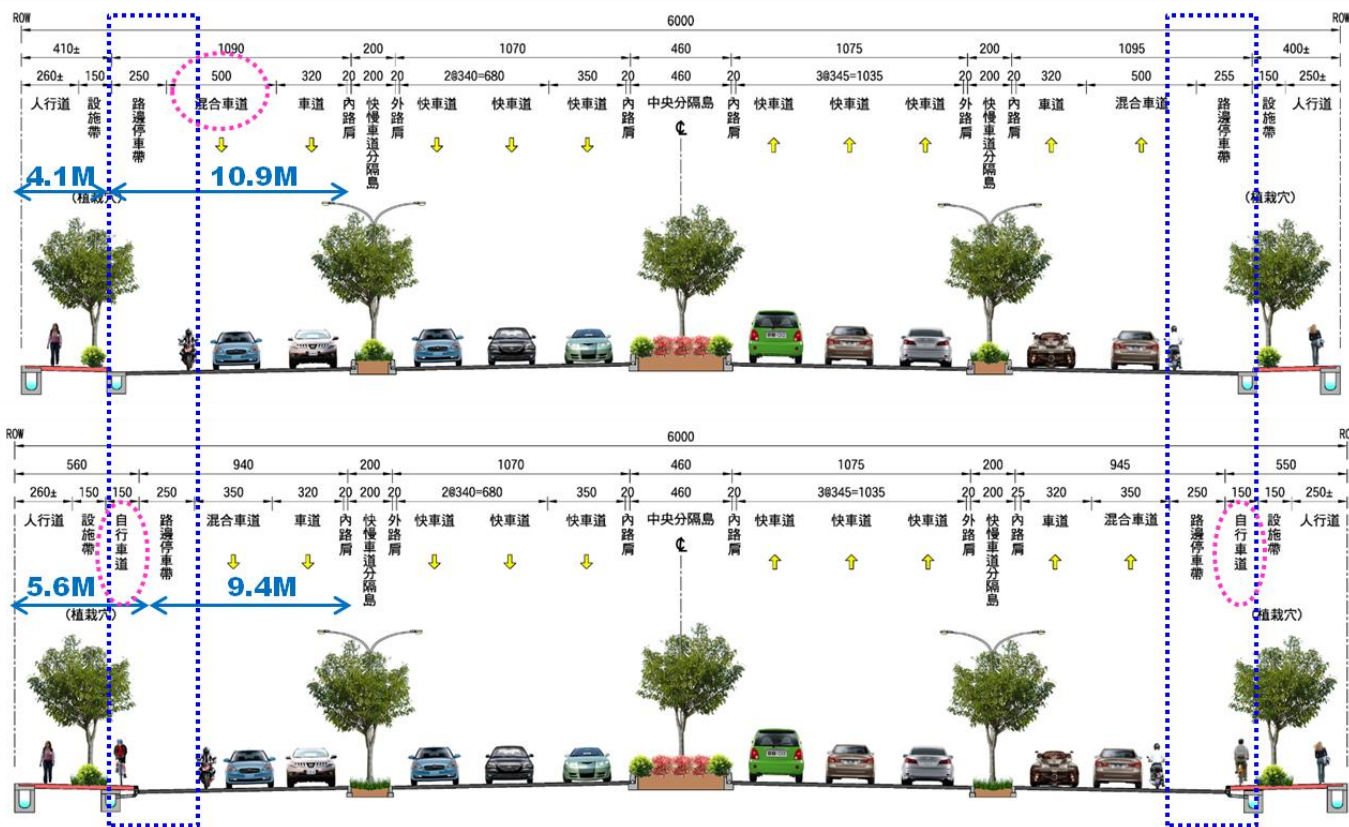 ROW ROW
6000
410± 1090 200 1070 460 1075 200 1095 400±
260± 150 250 500 320 20 200 20 2@340=680 350 20 460 20 3@345=1035 20 200 20 320 500 255 150 250±
人行道 設施帶 路邊停車帶 混合車道 車道 內路肩 快慢車道分隔島 外路肩 快車道 快車道 快車道 內路肩 中央分隔島 內路肩 快車道 快車道 快車道 外路肩 快慢車道分隔島 內路肩 車道 混合車道 路邊停車帶 設施帶 人行道
4.1M 10.9M
(植栽穴) (植栽穴)
ROW ROW
6000
560 940 200 1070 460 1075 200 945 550
260± 150 150 250 350 320 20 200 20 2@340=680 350 20 460 20 3@345=1035 20 200 25 320 350 250 150 150 250±
人行道 設施帶 自行車道 路邊停車帶 混合車道 車道 內路肩 快慢車道分隔島 外路肩 快車道 快車道 快車道 內路肩 中央分隔島 內路肩 快車道 快車道 快車道 外路肩 快慢車道分隔島 內路肩 車道 混合車道 路邊停車帶 自行車道 設施帶 人行道
5.6M 9.4M
(植栽穴) (植栽穴)